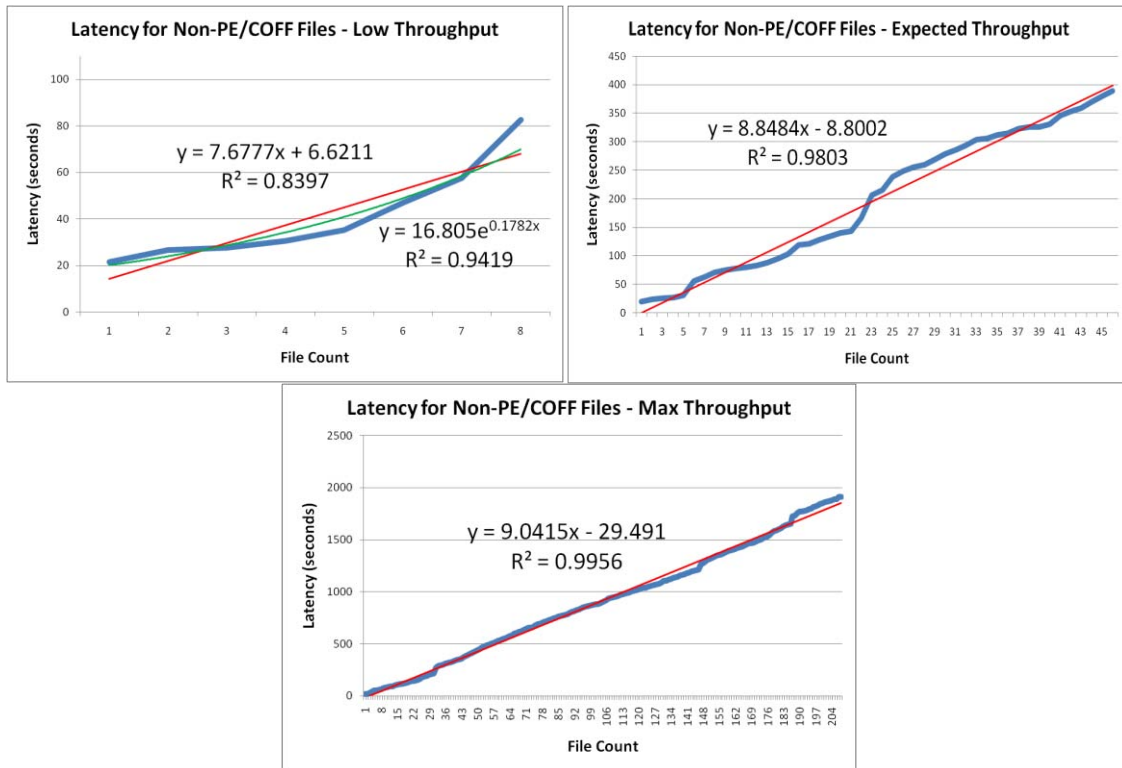 Latency for Non-PE/COFF Files - Low Throughput
Latency (seconds)
100
80
60
40
20
0
y = 7.6777x + 6.6211
R² = 0.8397
y = 16.805e^0.1782x
R² = 0.9419
1 2 3 4 5 6 7 8
File Count
Latency for Non-PE/COFF Files - Expected Throughput
Latency (seconds)
450
400
350
300
250
200
150
100
50
0
y = 8.8484x - 8.8002
R² = 0.9803
1 3 5 7 9 11 13 15 17 19 21 23 25 27 29 31 33 35 37 39 41 43 45
File Count
Latency for Non-PE/COFF Files - Max Throughput
Latency (seconds)
2500
2000
1500
1000
500
0
y = 9.0415x - 29.491
R² = 0.9956
1 8 15 22 29 36 43 50 57 64 71 78 85 92 99 106 113 120 127 134 141 148 155 162 169 176 183 190 197 204
File Count